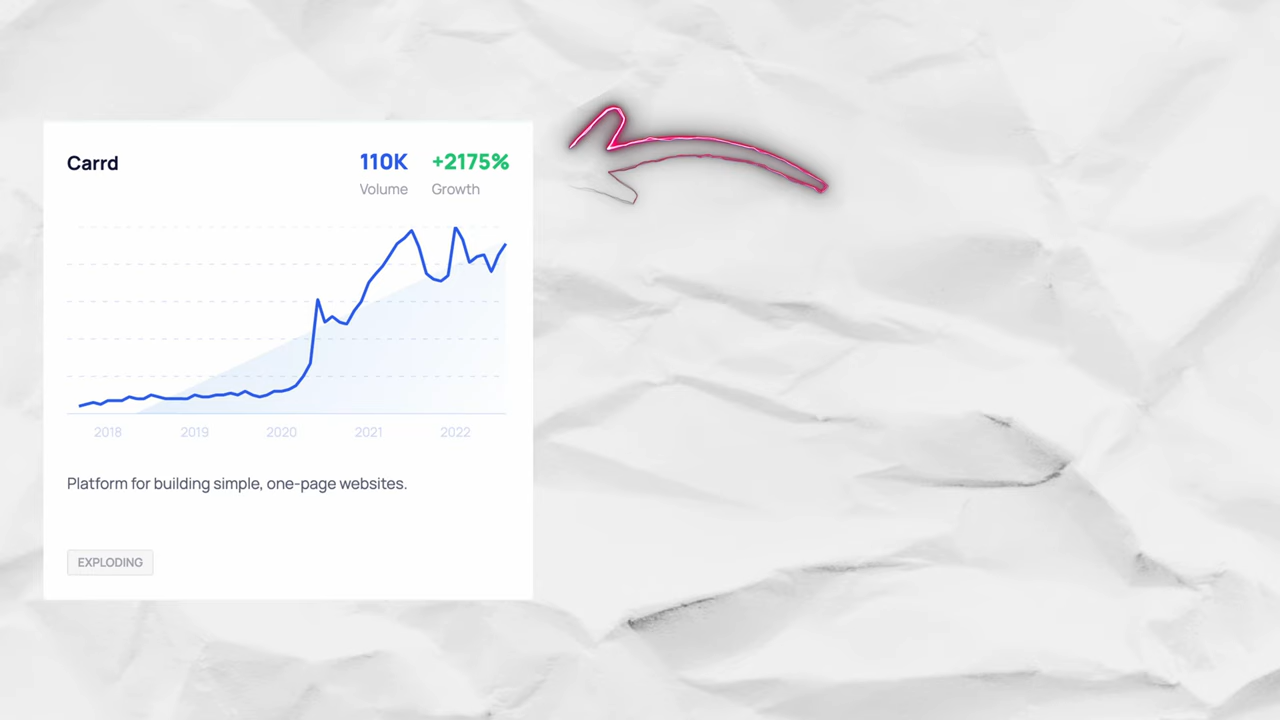 Carrd
110K +2175%
Volume Growth
2018 2019 2020 2021 2022
Platform for building simple, one-page websites.
EXPLODING